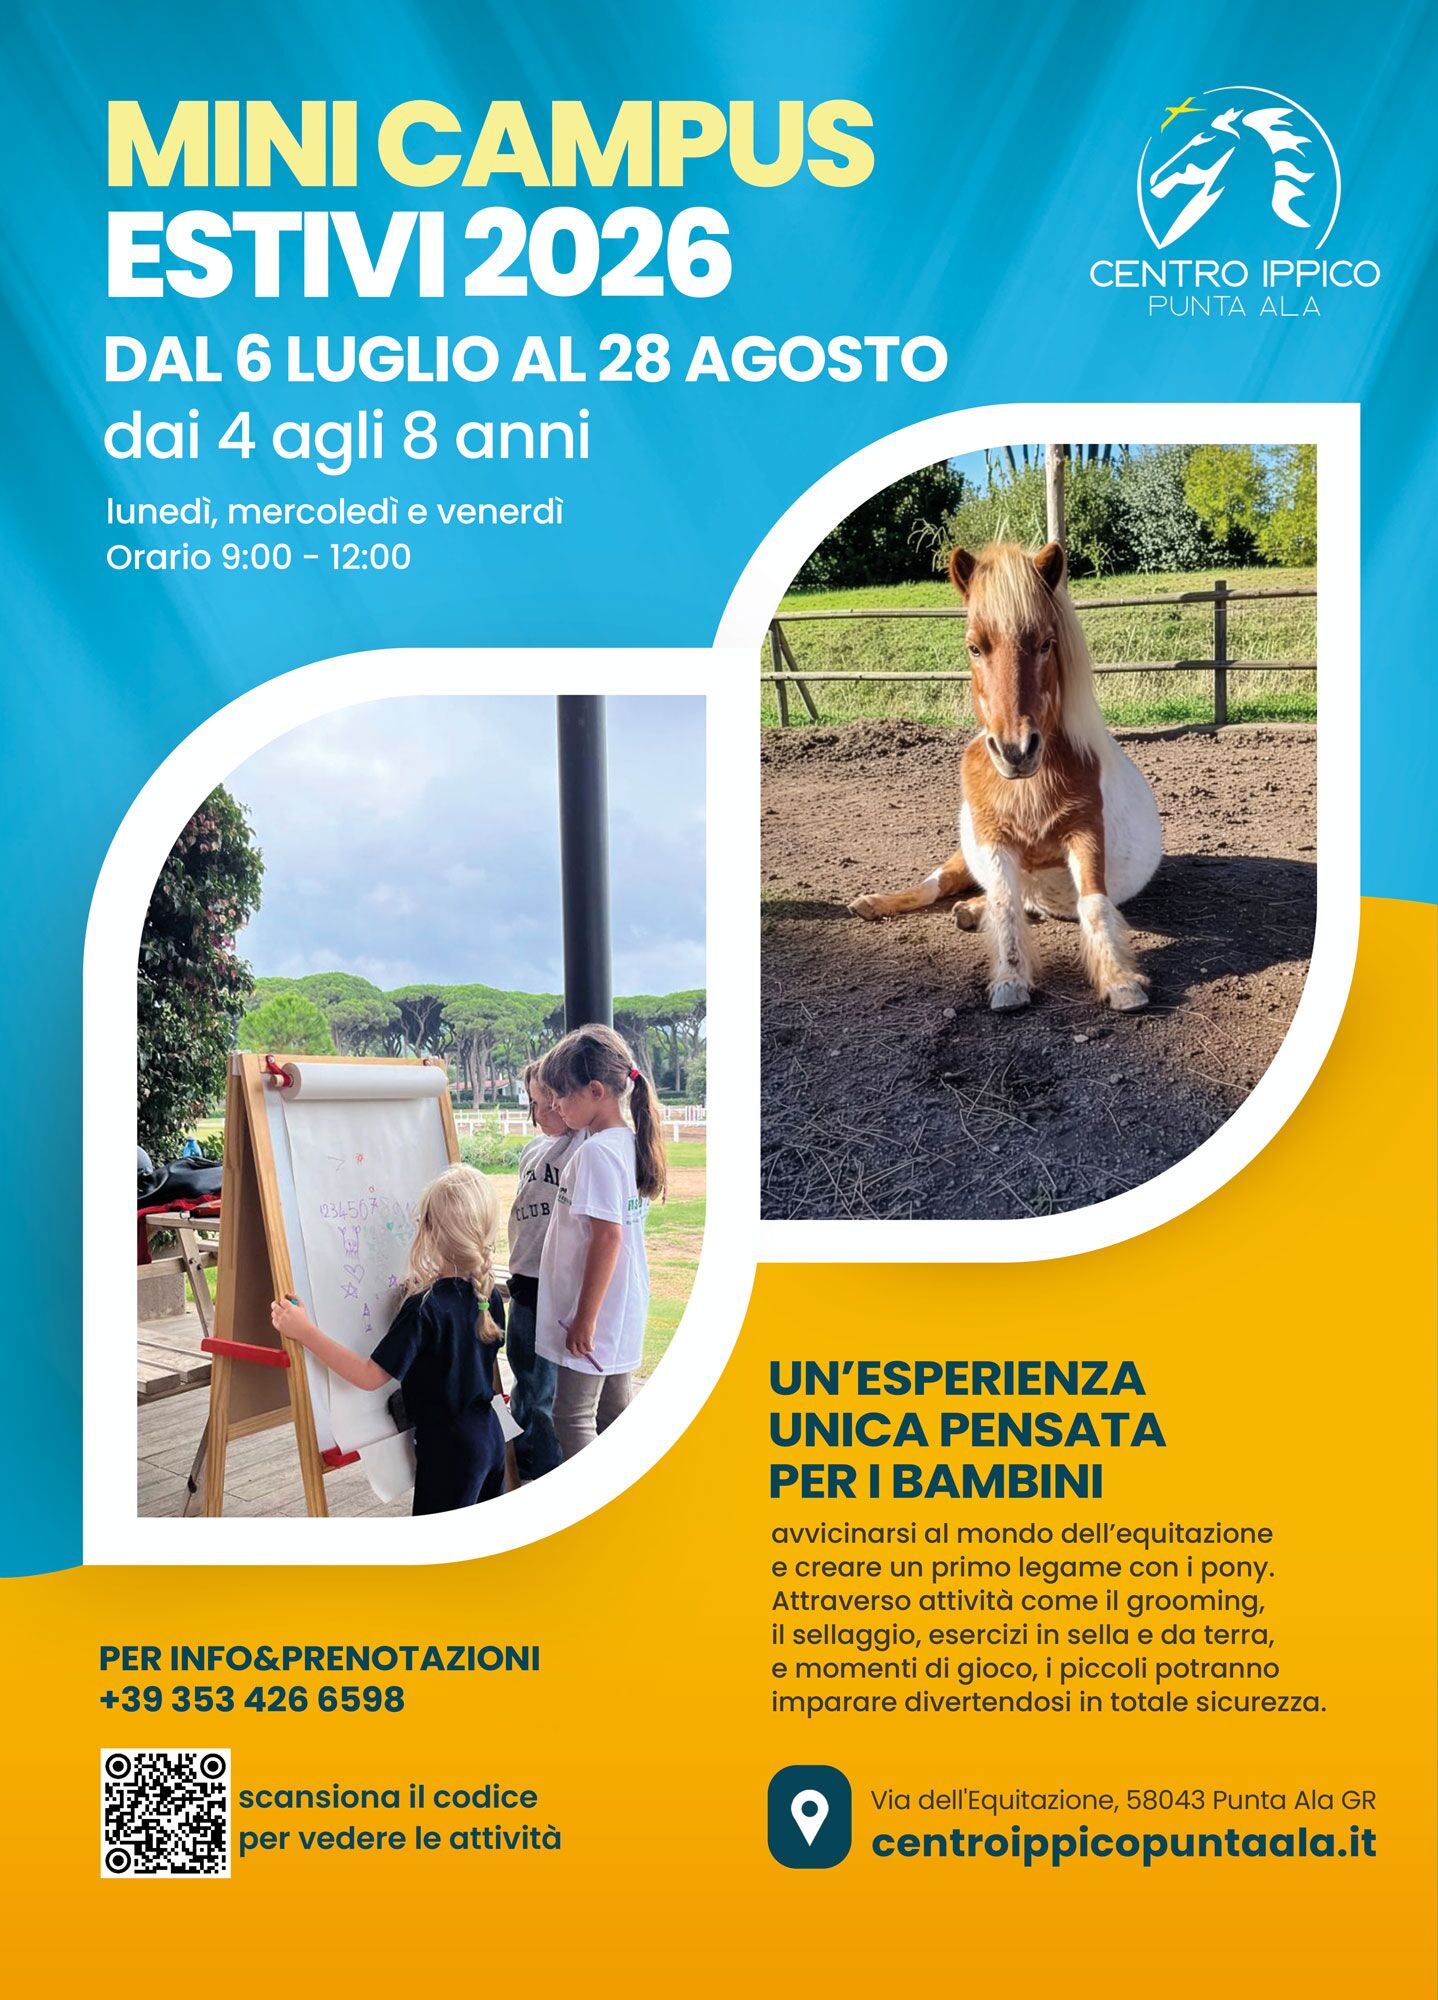 MINI CAMPUS
ESTIVI 2026
DAL 6 LUGLIO AL 28 AGOSTO
dai 4 agli 8 anni
lunedì, mercoledì e venerdì
Orario 9:00 - 12:00
CENTRO IPPICO
PUNTA ALA
1234567
CLUB
UN'ESPERIENZA
UNICA PENSATA
PER I BAMBINI
avvicinarsi al mondo dell'equitazione
e creare un primo legame con i pony.
Attraverso attività come il grooming,
il sellaggio, esercizi in sella e da terra,
e momenti di gioco, i piccoli potranno
imparare divertendosi in totale sicurezza.
PER INFO&PRENOTAZIONI
+39 353 426 6598
scansiona il codice
per vedere le attività
Via dell'Equitazione, 58043 Punta Ala GR
centroippicopuntaala.it